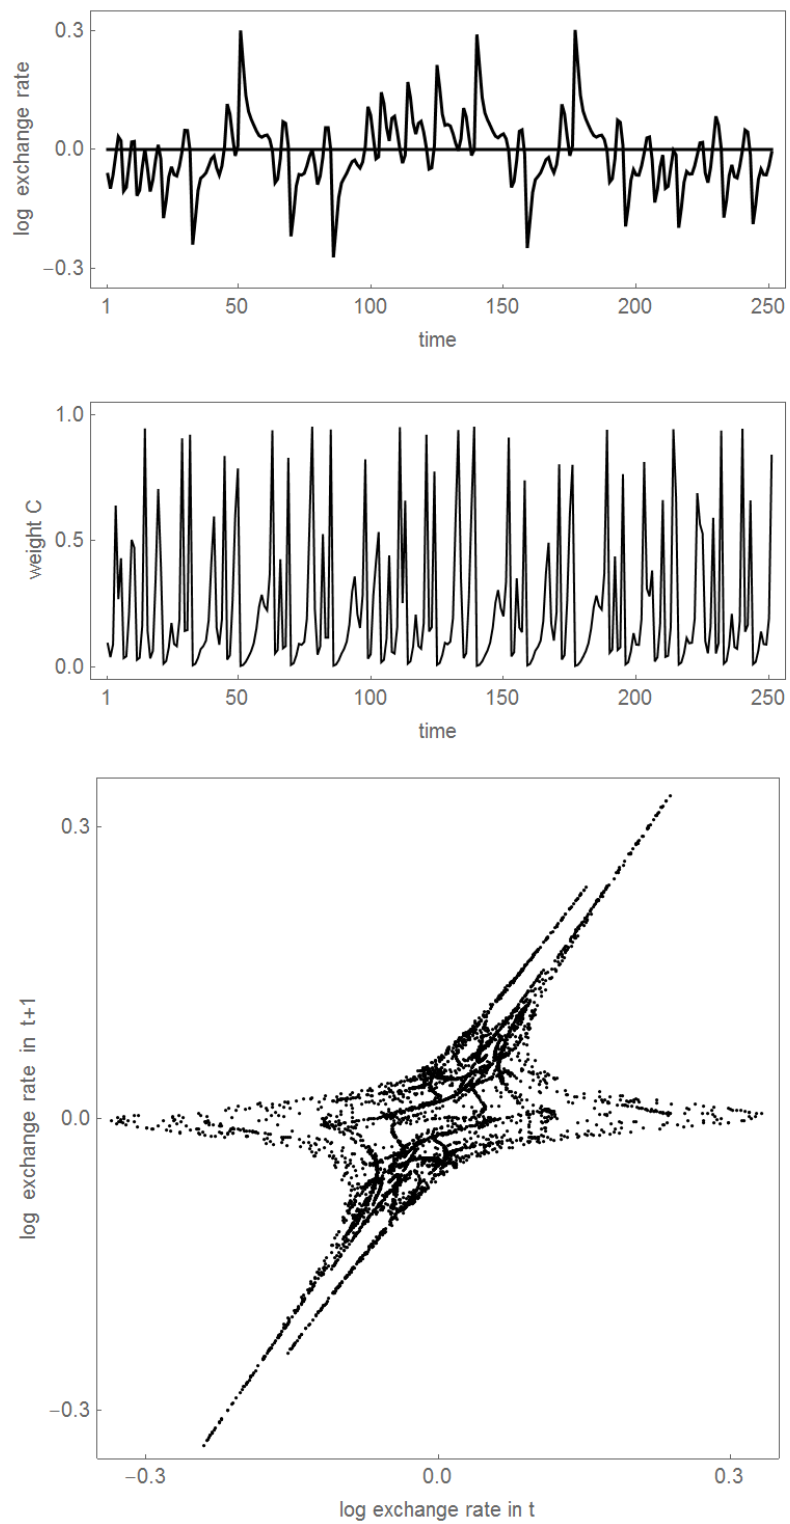 0.3
0.0
−0.3
log exchange rate
1 50 100 150 200 250
time
1.0
0.5
0.0
weight C
1 50 100 150 200 250
time
0.3
0.0
−0.3
log exchange rate in t+1
−0.3 0.0 0.3
log exchange rate in t